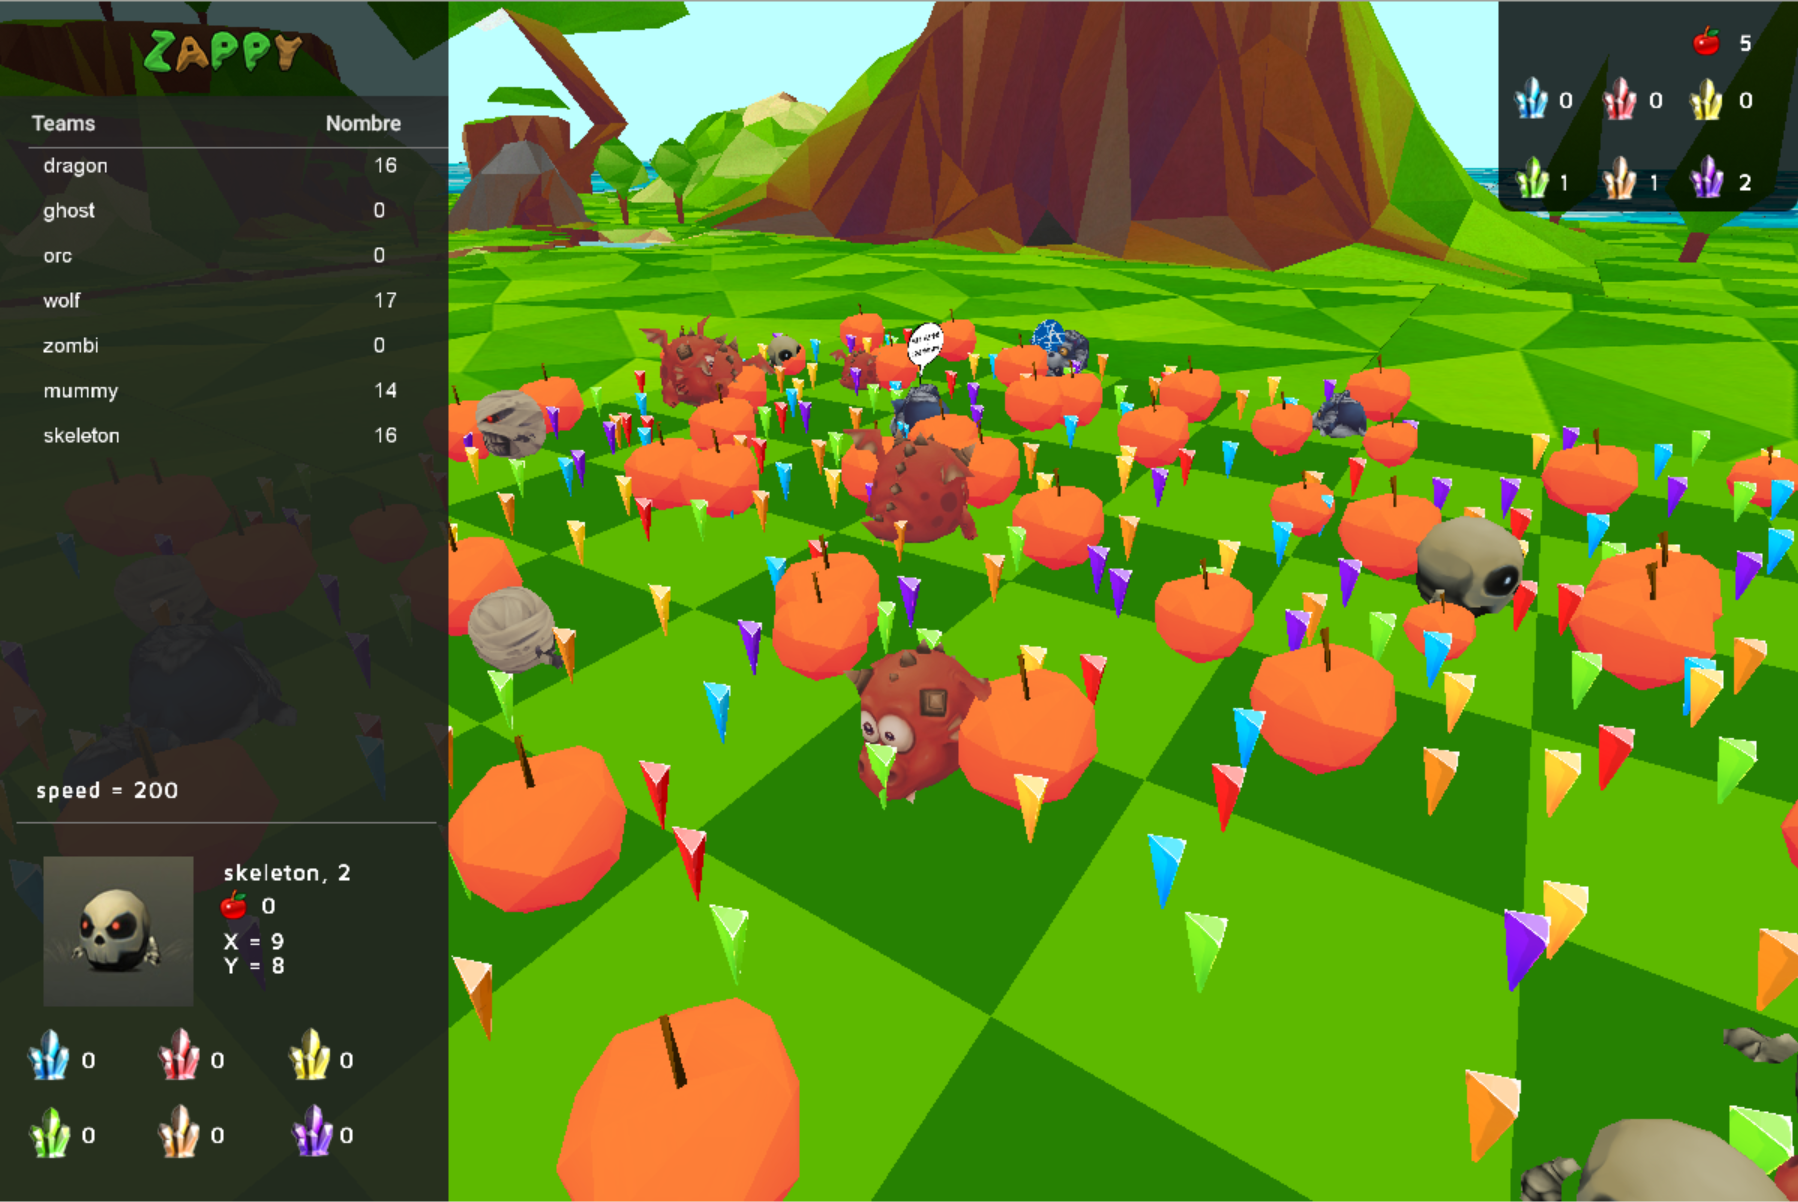 ZAPPY
Teams Nombre
dragon 16
ghost 0
orc 0
wolf 17
zombi 0
mummy 14
skeleton 16
speed = 200
skeleton, 2
0
X = 9
Y = 8
0 0 0
0 0 0
5
0 0 0
1 1 2